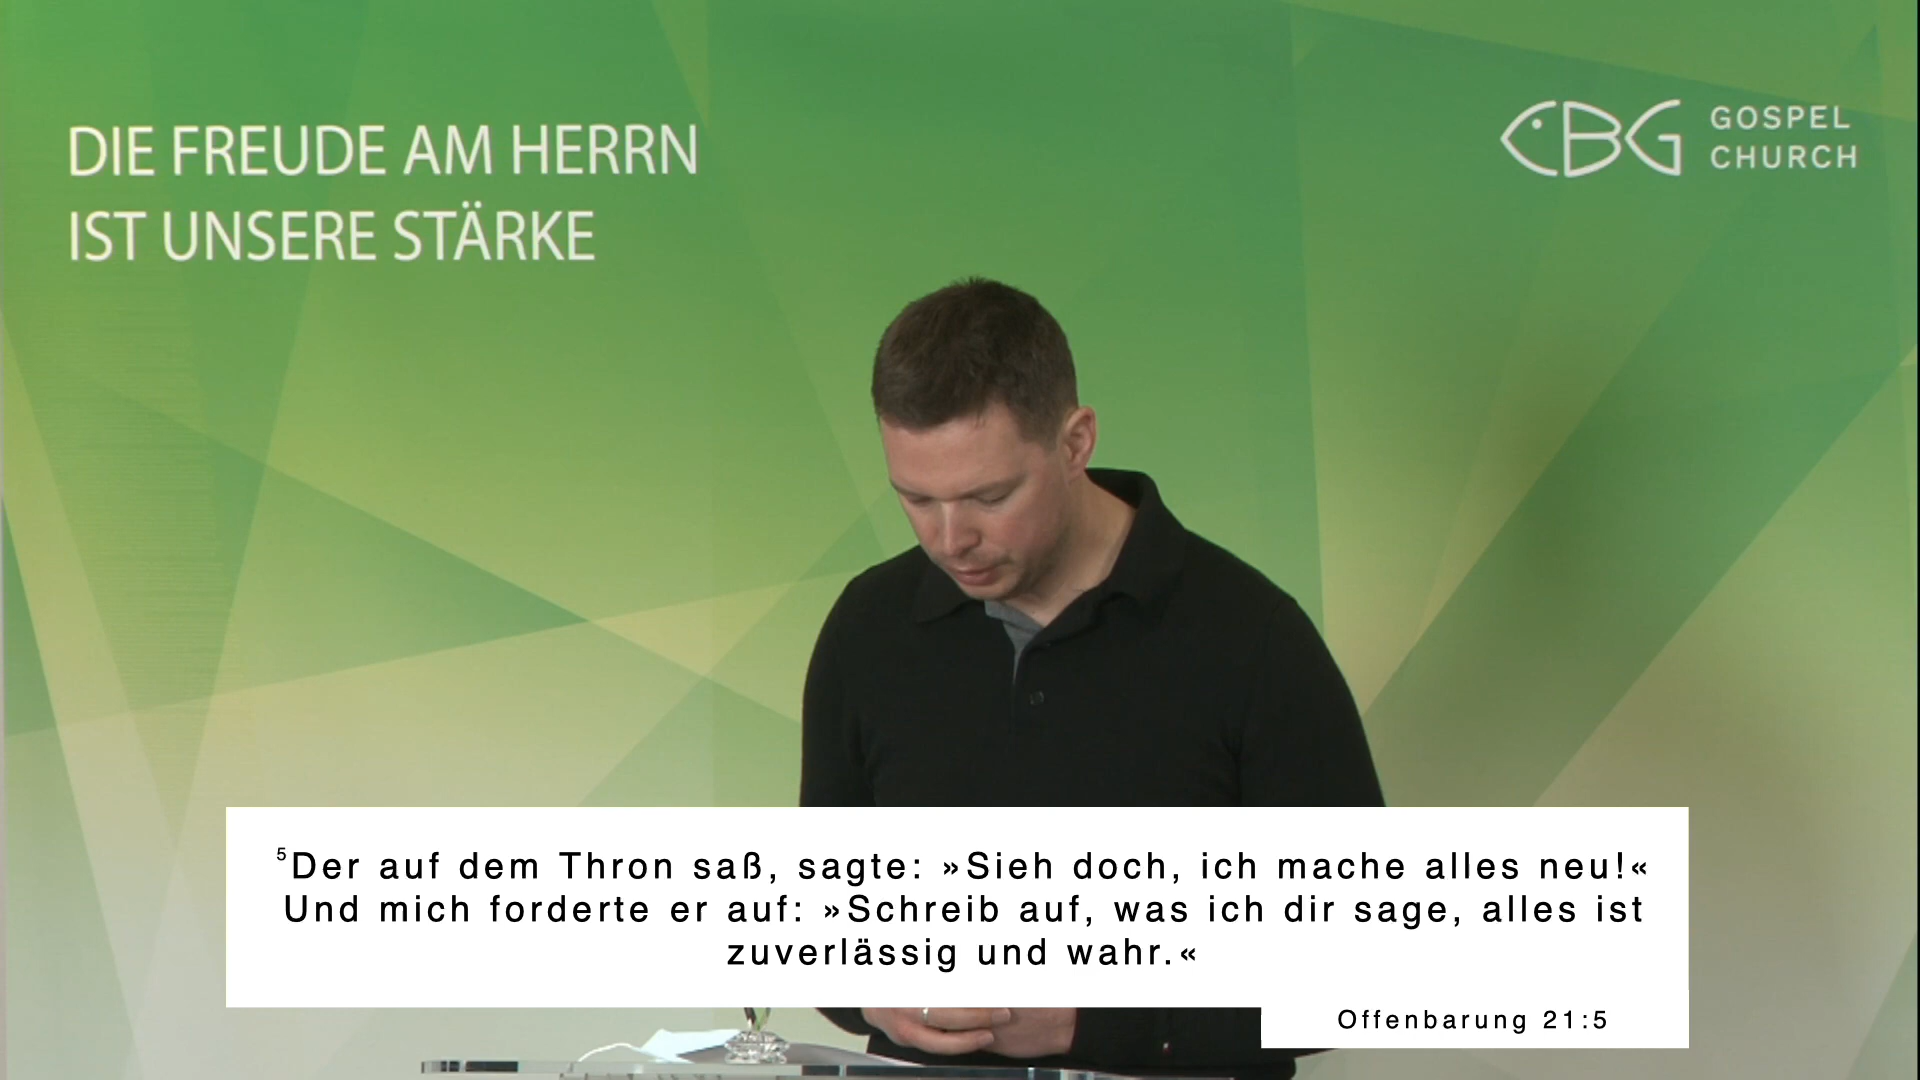 DIE FREUDE AM HERRN
IST UNSERE STÄRKE
CBG
GOSPEL
CHURCH
5Der auf dem Thron saß, sagte: »Sieh doch, ich mache alles neu!«
Und mich forderte er auf: »Schreib auf, was ich dir sage, alles ist
zuverlässig und wahr.«
Offenbarung 21:5